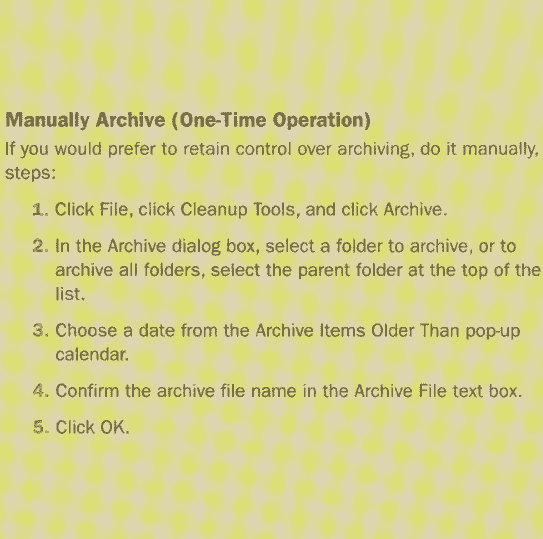 Manually Archive (One-Time Operation)
If you would prefer to retain control over archiving, do it manually,
steps:
1. Click File, click Cleanup Tools, and click Archive.
2. In the Archive dialog box, select a folder to archive, or to
archive all folders, select the parent folder at the top of the
list.
3. Choose a date from the Archive Items Older Than pop-up
calendar.
4. Confirm the archive file name in the Archive File text box.
5. Click OK.